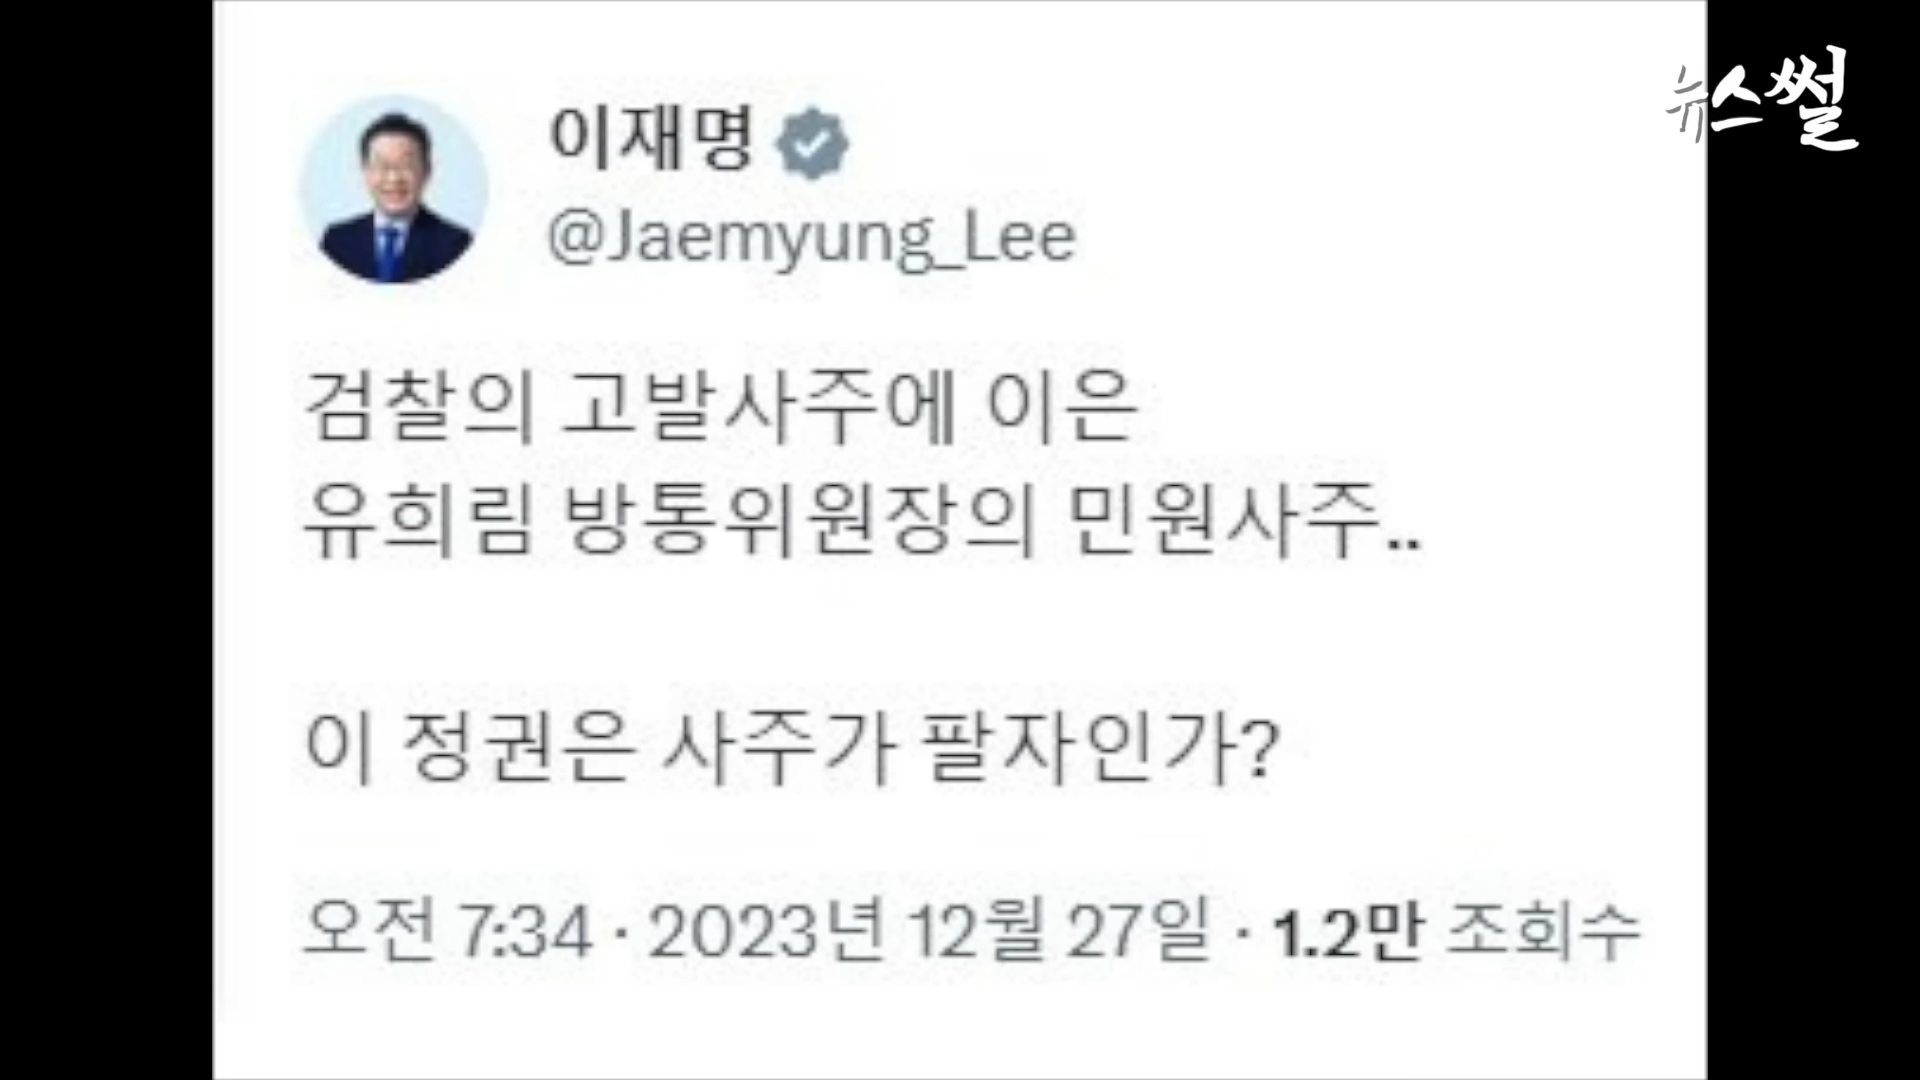 뉴스썰
이재명
@Jaemyung_Lee
검찰의 고발사주에 이은
유희림 방통위원장의 민원사주..
이 정권은 사주가 팔자인가?
오전 7:34 · 2023년 12월 27일 · 1.2만 조회수